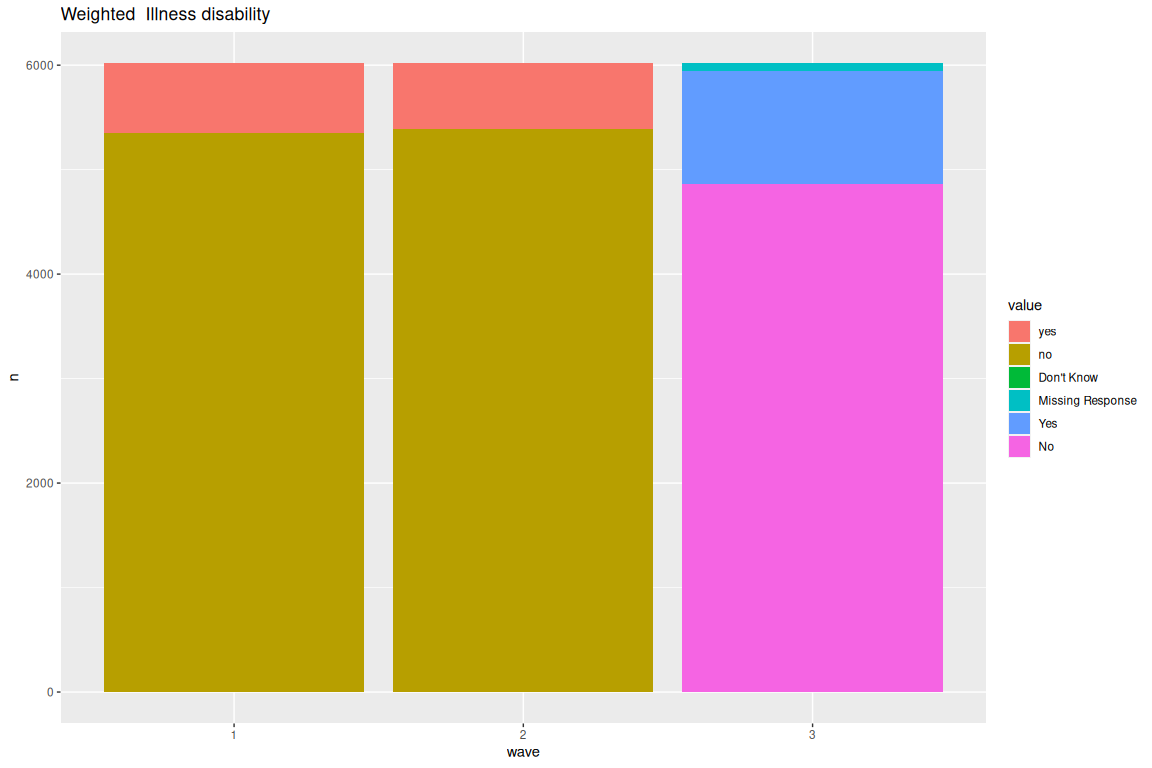 Weighted  Illness disability
6000
4000
2000
0
n
1
2
3
wave
value
yes
no
Don't Know
Missing Response
Yes
No